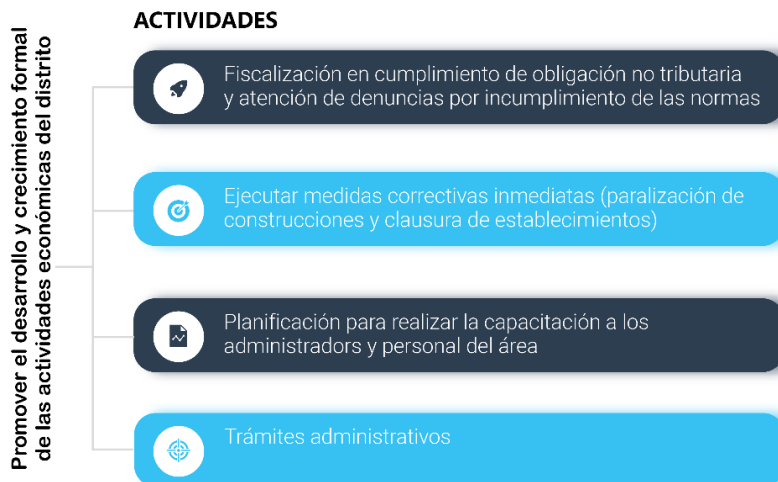 ACTIVIDADES
Promover el desarrollo y crecimiento formal
de las actividades económicas del distrito
Fiscalización en cumplimiento de obligación no tributaria
y atención de denuncias por incumplimiento de las normas
Ejecutar medidas correctivas inmediatas (paralización de
construcciones y clausura de establecimientos)
Planificación para realizar la capacitación a los
administradors y personal del área
Trámites administrativos